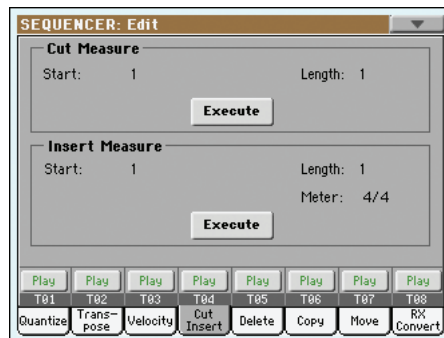 SEQUENCER: Edit
Cut Measure
Start: 1 Length: 1
Execute
Insert Measure
Start: 1 Length: 1
Meter: 4/4
Execute
Play Play Play Play Play Play Play Play
T01 T02 T03 T04 T05 T06 T07 T08
Quantize Trans- Velocity Cut Delete Copy Move RX
pose Insert Convert